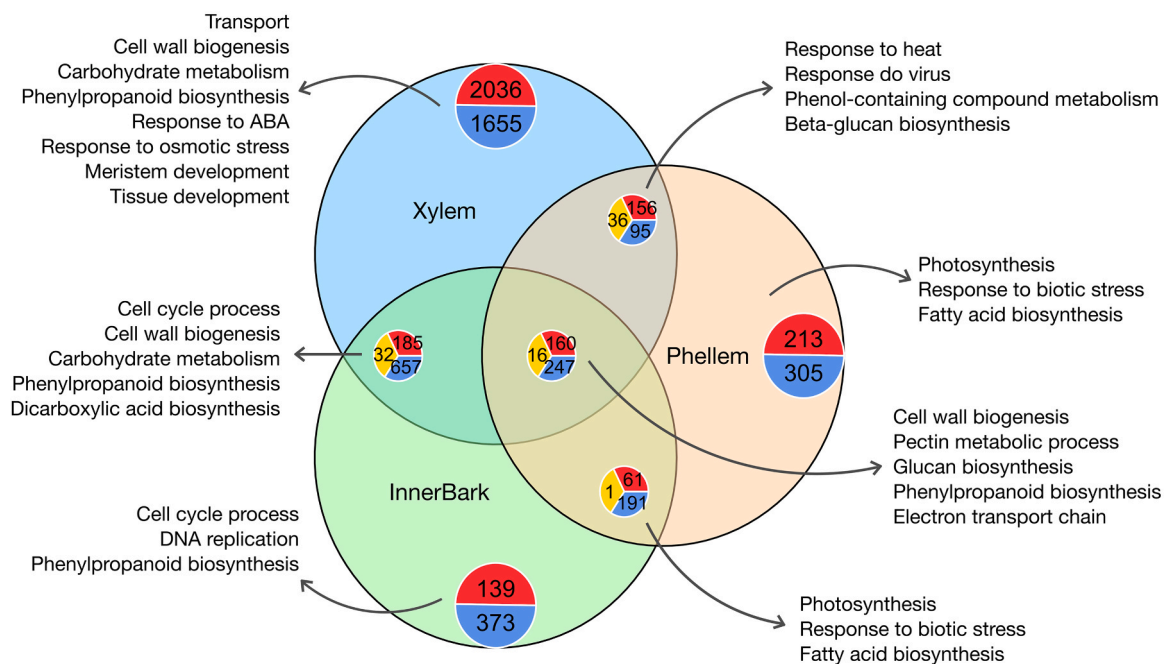 Transport
Cell wall biogenesis
Carbohydrate metabolism
Phenylpropanoid biosynthesis
Response to ABA
Response to osmotic stress
Meristem development
Tissue development
2036
1655
Xylem
Response to heat
Response do virus
Phenol-containing compound metabolism
Beta-glucan biosynthesis
156
36
95
Photosynthesis
Response to biotic stress
Fatty acid biosynthesis
Phellem
213
305
Cell cycle process
Cell wall biogenesis
Carbohydrate metabolism
Phenylpropanoid biosynthesis
Dicarboxylic acid biosynthesis
185
32
657
160
16
247
Cell wall biogenesis
Pectin metabolic process
Glucan biosynthesis
Phenylpropanoid biosynthesis
Electron transport chain
InnerBark
61
1
191
Cell cycle process
DNA replication
Phenylpropanoid biosynthesis
139
373
Photosynthesis
Response to biotic stress
Fatty acid biosynthesis